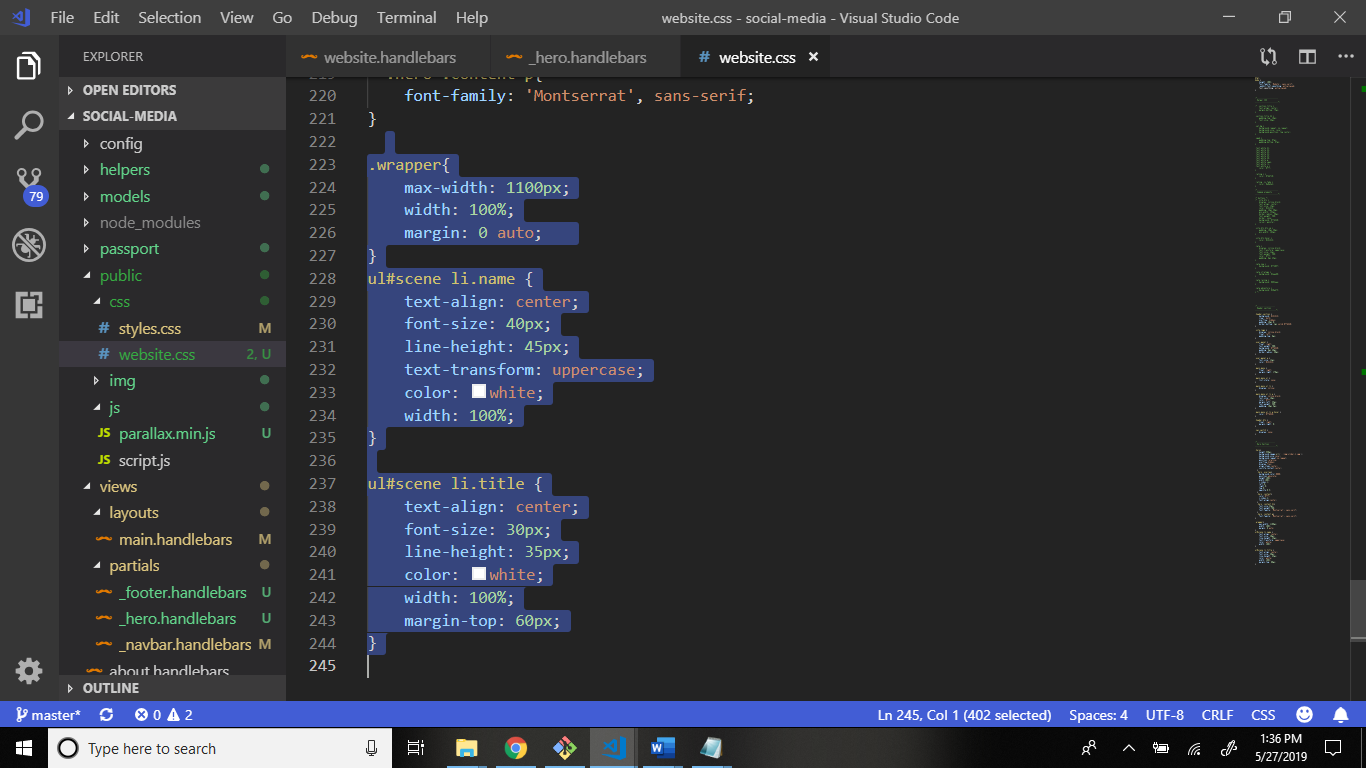 File Edit Selection View Go Debug Terminal Help
website.css - social-media - Visual Studio Code
EXPLORER
website.handlebars
_hero.handlebars
# website.css
OPEN EDITORS
SOCIAL-MEDIA
config
helpers
models
node_modules
passport
public
css
# styles.css M
# website.css 2, U
img
js
JS parallax.min.js U
JS script.js
views
layouts
main.handlebars M
partials
_footer.handlebars U
_hero.handlebars U
_navbar.handlebars M
about.handlebars
OUTLINE
79
219 .hero .content p{
220 font-family: 'Montserrat', sans-serif;
221 }
222
223 .wrapper{
224 max-width: 1100px;
225 width: 100%;
226 margin: 0 auto;
227 }
228 ul#scene li.name {
229 text-align: center;
230 font-size: 40px;
231 line-height: 45px;
232 text-transform: uppercase;
233 color: white;
234 width: 100%;
235 }
236
237 ul#scene li.title {
238 text-align: center;
239 font-size: 30px;
240 line-height: 35px;
241 color: white;
242 width: 100%;
243 margin-top: 60px;
244 }
245
master* 0 2
Ln 245, Col 1 (402 selected) Spaces: 4 UTF-8 CRLF CSS
Type here to search
1:36 PM
5/27/2019